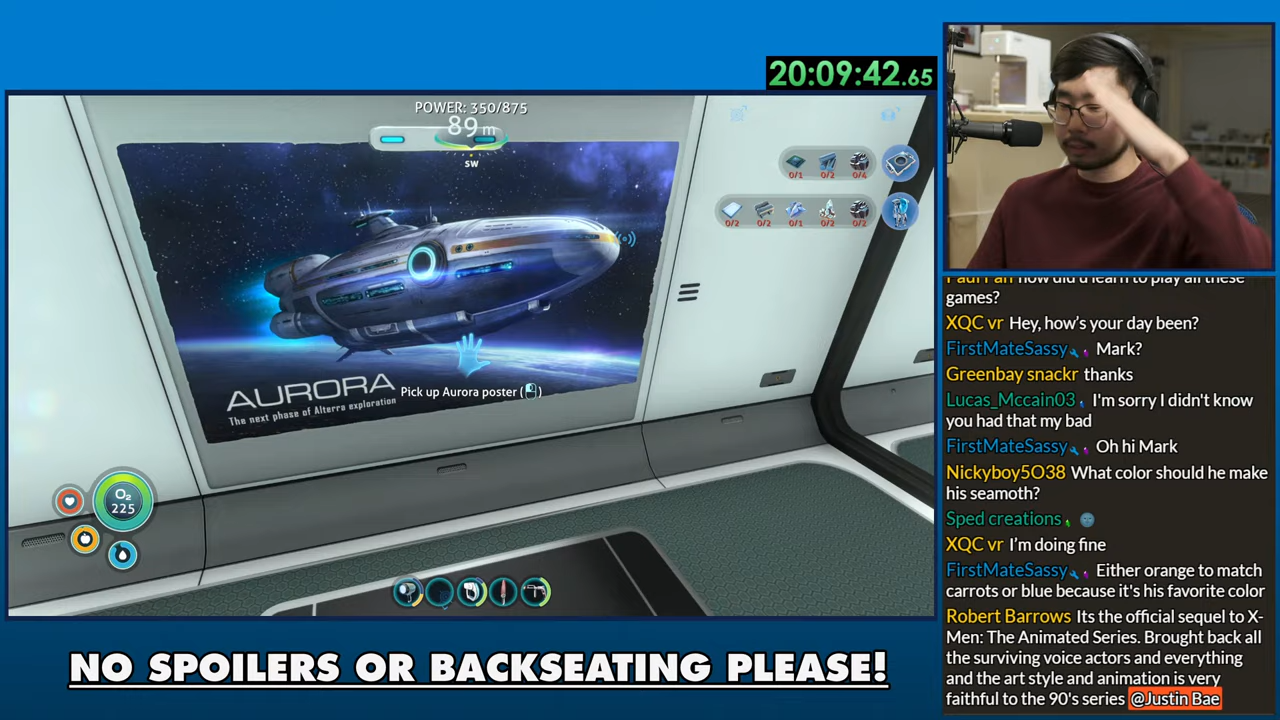 20:09:42.65
POWER: 350/875
89 m
SW
0/1 0/2 0/4
0/2 0/2 0/1 0/2 0/2
AURORA
The next phase of Alterra exploration
Pick up Aurora poster ( )
O₂
225
NO SPOILERS OR BACKSEATING PLEASE!
Paul Pan how did u learn to play all these
games?
XQC vr Hey, how's your day been?
FirstMateSassy Mark?
Greenbay snackr thanks
Lucas_Mccain03 I'm sorry I didn't know
you had that my bad
FirstMateSassy Oh hi Mark
Nickyboy5O38 What color should he make
his seamoth?
Sped creations
XQC vr I'm doing fine
FirstMateSassy Either orange to match
carrots or blue because it's his favorite color
Robert Barrows Its the official sequel to X-
Men: The Animated Series. Brought back all
the surviving voice actors and everything
and the art style and animation is very
faithful to the 90's series @Justin Bae